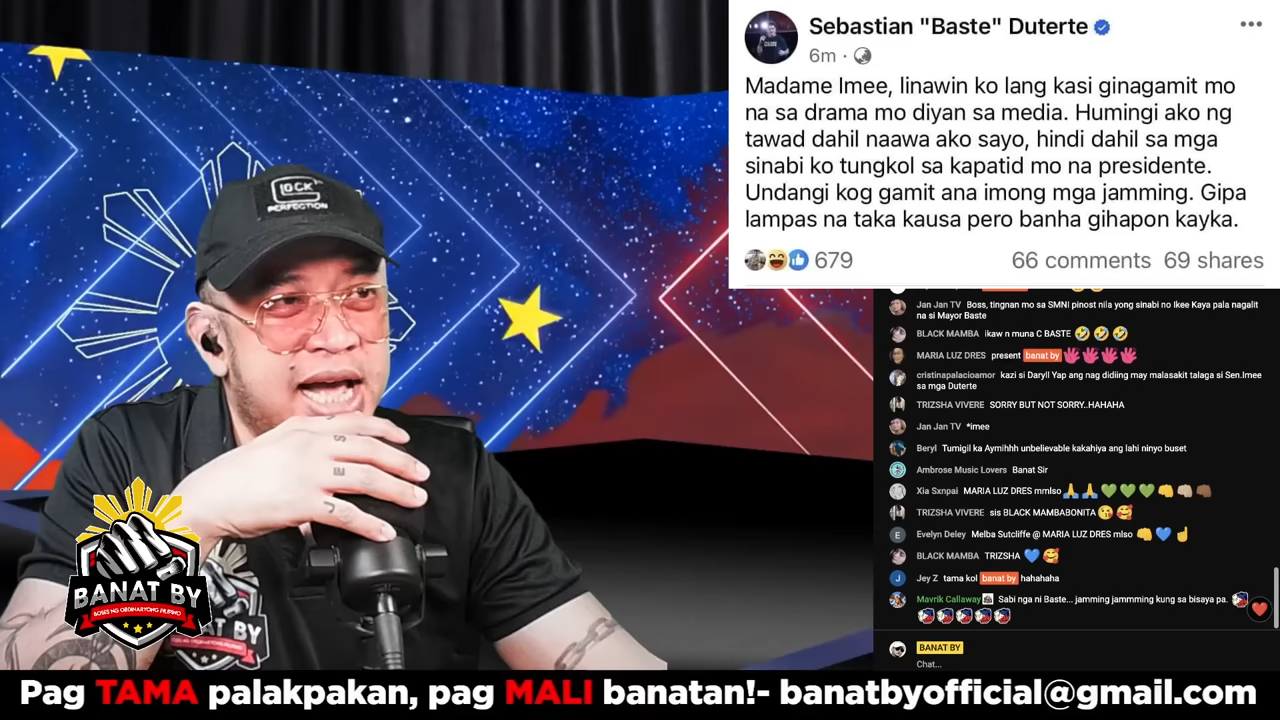 Sebastian "Baste" Duterte
6m ·
Madame Imee, linawin ko lang kasi ginagamit mo
na sa drama mo diyan sa media. Humingi ako ng
tawad dahil naawa ako sayo, hindi dahil sa mga
sinabi ko tungkol sa kapatid mo na presidente.
Undangi kog gamit ana imong mga jamming. Gipa
lampas na taka kausa pero banha gihapon kayka.
679 66 comments 69 shares
GLOCK
PERFECTION
Jan Jan TV Boss, tingnan mo sa SMNI pinost nila yong sinabi no Ikee Kaya pala nagalit
na si Mayor Baste
BLACK MAMBA ikaw n muna C BASTE 🤣🤣🤣
MARIA LUZ DRES present banat by
cristinapalacioamor kazi si Daryll Yap ang nag didiing may malasakit talaga si Sen.Imee
sa mga Duterte
TRIZSHA VIVERE SORRY BUT NOT SORRY..HAHAHA
Jan Jan TV *imee
Beryl Tumigil ka Aymihhh unbelievable kakahiya ang lahi ninyo buset
Ambrose Music Lovers Banat Sir
Xia Sxnpai MARIA LUZ DRES mmlso 🙏🙏💚💚💚👊👊🏼👊🏾
TRIZSHA VIVERE sis BLACK MAMBABONITA 😘🥰
E Evelyn Deley Melba Sutcliffe @ MARIA LUZ DRES mlso 👊💙☝
BLACK MAMBA TRIZSHA 💙🥰
J Jey Z tama kol banat by hahahaha
Mavrik Callaway Sabi nga ni Baste... jamming jammming kung sa bisaya pa.
BANAT BY
Chat...
BANAT BY
BOSES NG ORDINARYONG PILIPINO
BY
Pag TAMA palakpakan, pag MALI banatan!- banatbyofficial@gmail.com